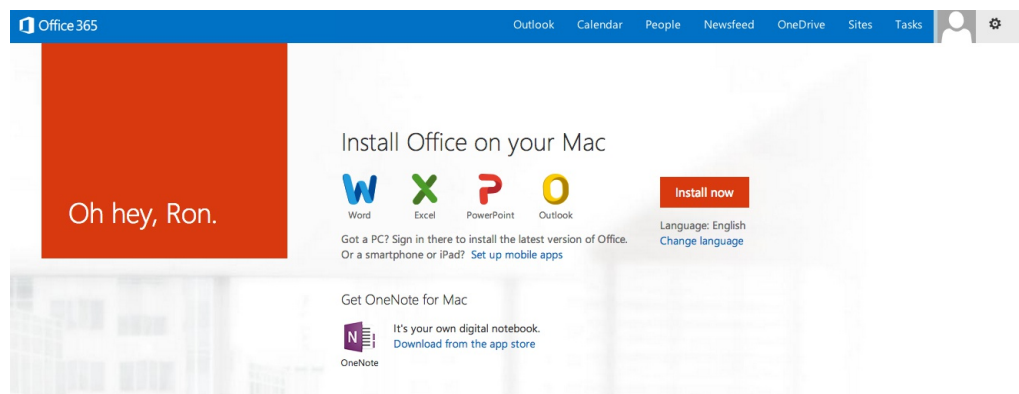 Office 365
Outlook Calendar People Newsfeed OneDrive Sites Tasks
Oh hey, Ron.
Install Office on your Mac
Word Excel PowerPoint Outlook
Install now
Language: English
Change language
Got a PC? Sign in there to install the latest version of Office.
Or a smartphone or iPad? Set up mobile apps
Get OneNote for Mac
N
It's your own digital notebook.
Download from the app store
OneNote